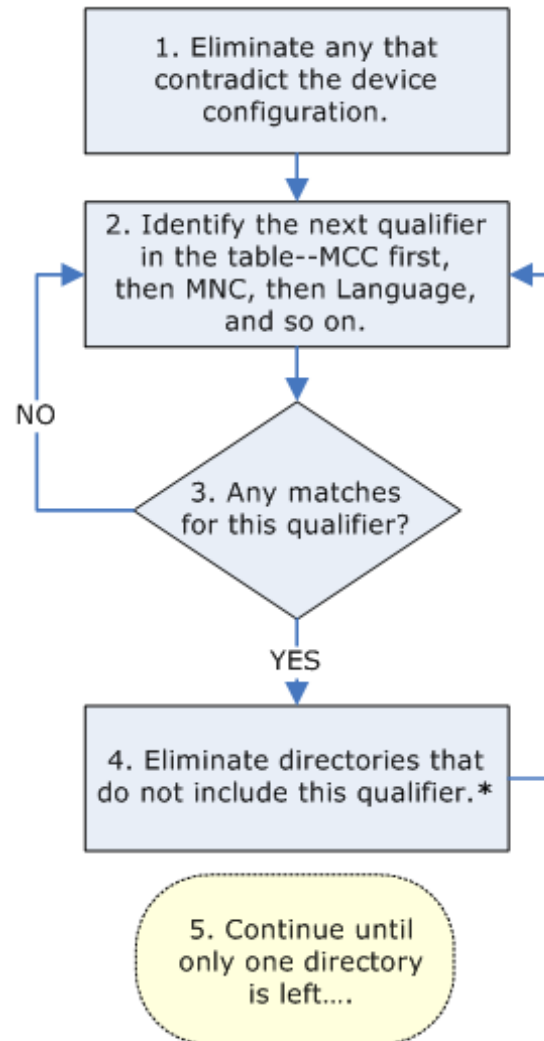 1. Eliminate any that
contradict the device
configuration.
2. Identify the next qualifier
in the table--MCC first,
then MNC, then Language,
and so on.
NO
3. Any matches
for this qualifier?
YES
4. Eliminate directories that
do not include this qualifier.*
5. Continue until
only one directory
is left....